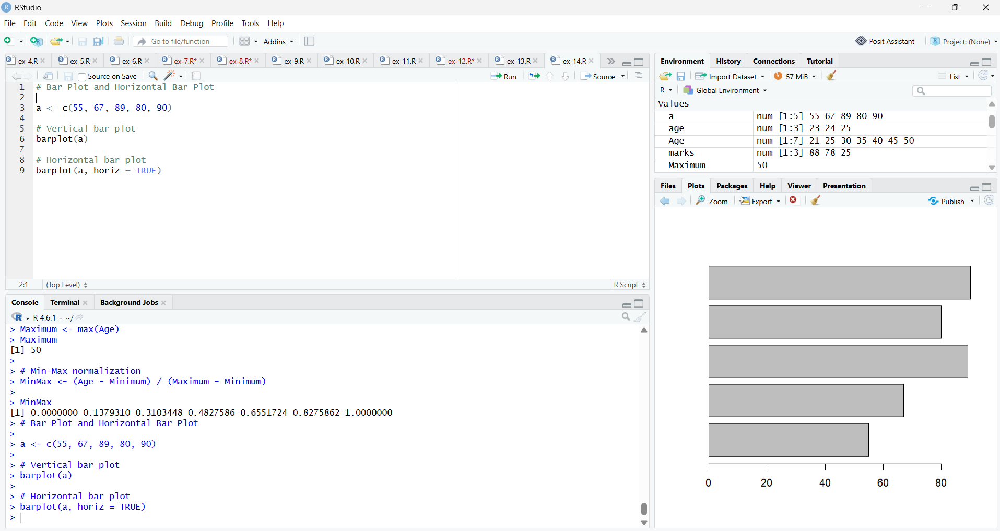 RStudio
File Edit Code View Plots Session Build Debug Profile Tools Help
Go to file/function Addins Posit Assistant Project: (None)
ex-4.R ex-5.R ex-6.R ex-7.R* ex-8.R* ex-9.R ex-10.R ex-11.R ex-12.R* ex-13.R ex-14.R
Source on Save Run Source
1 # Bar Plot and Horizontal Bar Plot
2
3 a <- c(55, 67, 89, 80, 90)
4
5 # Vertical bar plot
6 barplot(a)
7
8 # Horizontal bar plot
9 barplot(a, horiz = TRUE)
2:1 (Top Level) R Script
Console Terminal Background Jobs
R 4.6.1 · ~/
> Maximum <- max(Age)
> Maximum
[1] 50
>
> # Min-Max normalization
> MinMax <- (Age - Minimum) / (Maximum - Minimum)
>
> MinMax
[1] 0.0000000 0.1379310 0.3103448 0.4827586 0.6551724 0.8275862 1.0000000
> # Bar Plot and Horizontal Bar Plot
>
> a <- c(55, 67, 89, 80, 90)
>
> # Vertical bar plot
> barplot(a)
>
> # Horizontal bar plot
> barplot(a, horiz = TRUE)
>
Environment History Connections Tutorial
Import Dataset 57 MiB List
R Global Environment
Values
a num [1:5] 55 67 89 80 90
age num [1:3] 23 24 25
Age num [1:7] 21 25 30 35 40 45 50
marks num [1:3] 88 78 25
Maximum 50
Files Plots Packages Help Viewer Presentation
Zoom Export Publish
0 20 40 60 80